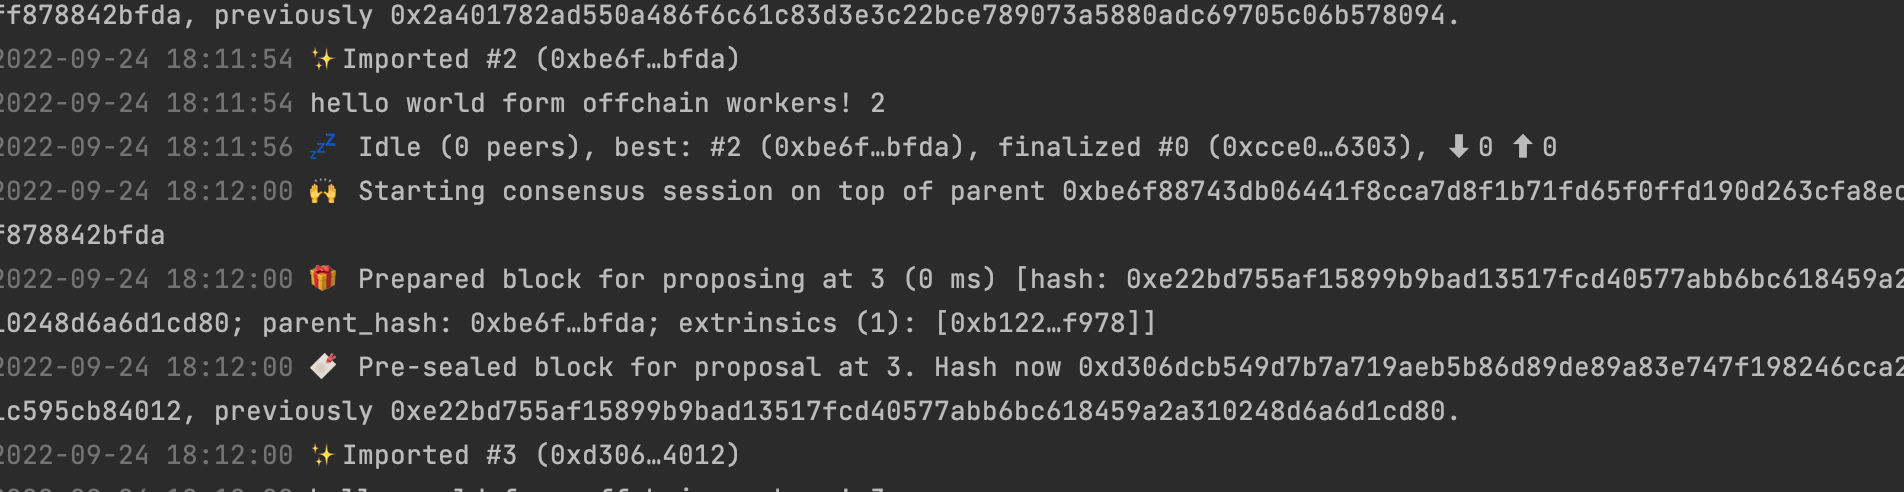 ff878842bfda, previously 0x2a401782ad550a486f6c61c83d3e3c22bce789073a5880adc69705c06b578094.
2022-09-24 18:11:54 ✨Imported #2 (0xbe6f…bfda)
2022-09-24 18:11:54 hello world form offchain workers! 2
2022-09-24 18:11:56 💤 Idle (0 peers), best: #2 (0xbe6f…bfda), finalized #0 (0xcce0…6303), ⬇ 0 ⬆ 0
2022-09-24 18:12:00 🙌 Starting consensus session on top of parent 0xbe6f88743db06441f8cca7d8f1b71fd65f0ffd190d263cfa8ec
f878842bfda
2022-09-24 18:12:00 🎁 Prepared block for proposing at 3 (0 ms) [hash: 0xe22bd755af15899b9bad13517fcd40577abb6bc618459a2
10248d6a6d1cd80; parent_hash: 0xbe6f…bfda; extrinsics (1): [0xb122…f978]]
2022-09-24 18:12:00 🔖 Pre-sealed block for proposal at 3. Hash now 0xd306dcb549d7b7a719aeb5b86d89de89a83e747f198246cca2
1c595cb84012, previously 0xe22bd755af15899b9bad13517fcd40577abb6bc618459a2a310248d6a6d1cd80.
2022-09-24 18:12:00 ✨Imported #3 (0xd306…4012)